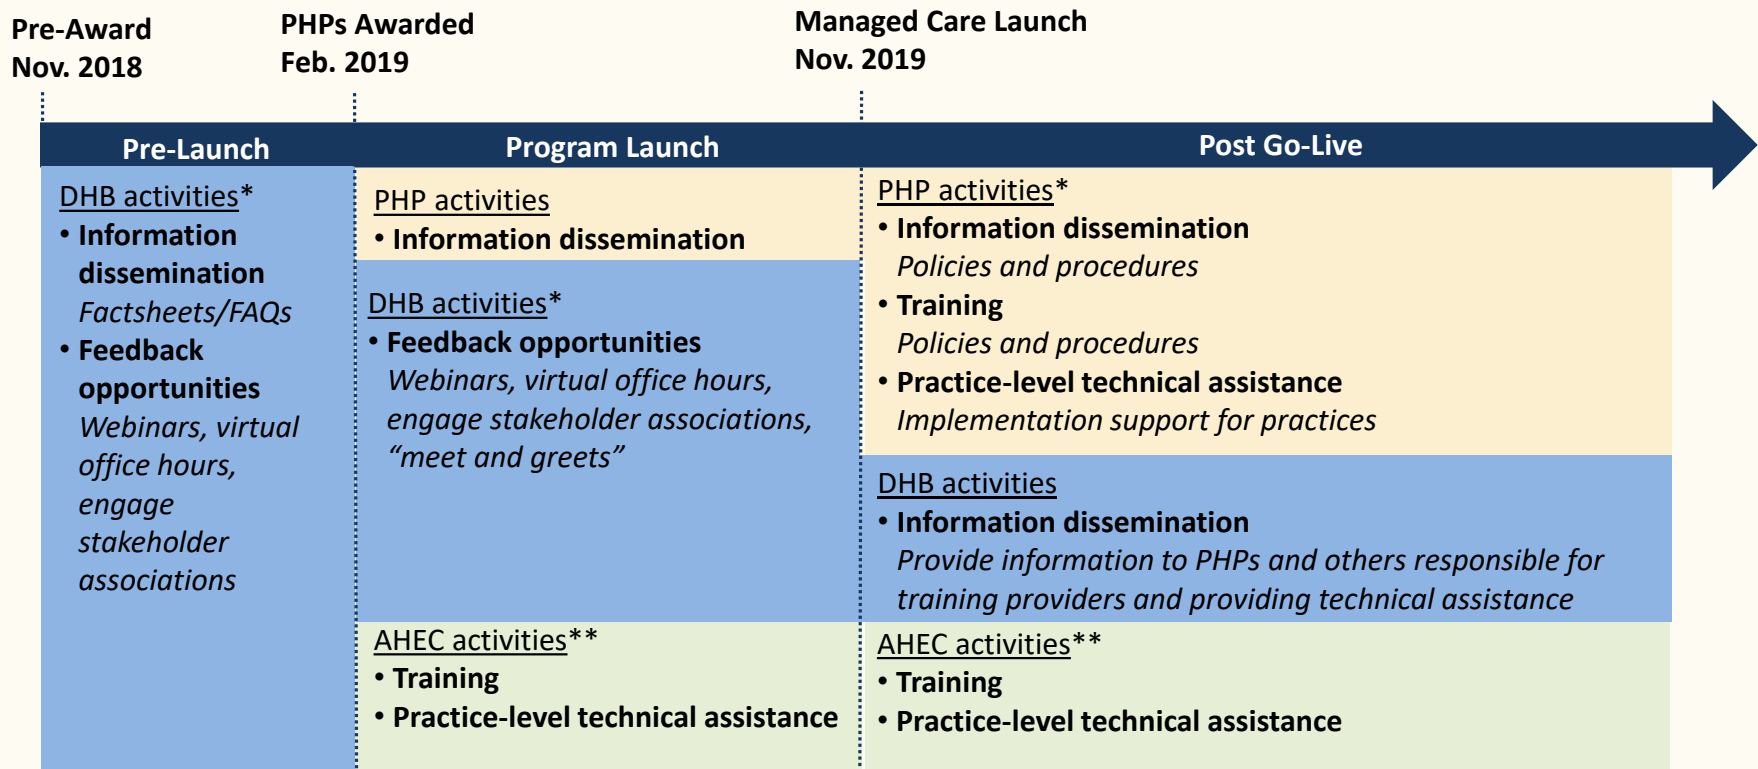 Pre-Award
Nov. 2018
PHPs Awarded
Feb. 2019
Managed Care Launch
Nov. 2019
Pre-Launch
Program Launch
Post Go-Live
DHB activities*
• Information
dissemination
Factsheets/FAQs
• Feedback
opportunities
Webinars, virtual
office hours,
engage
stakeholder
associations
PHP activities
• Information dissemination
DHB activities*
• Feedback opportunities
Webinars, virtual office hours,
engage stakeholder associations,
“meet and greets”
AHEC activities**
• Training
• Practice-level technical assistance
PHP activities*
• Information dissemination
Policies and procedures
• Training
Policies and procedures
• Practice-level technical assistance
Implementation support for practices
DHB activities
• Information dissemination
Provide information to PHPs and others responsible for
training providers and providing technical assistance
AHEC activities**
• Training
• Practice-level technical assistance